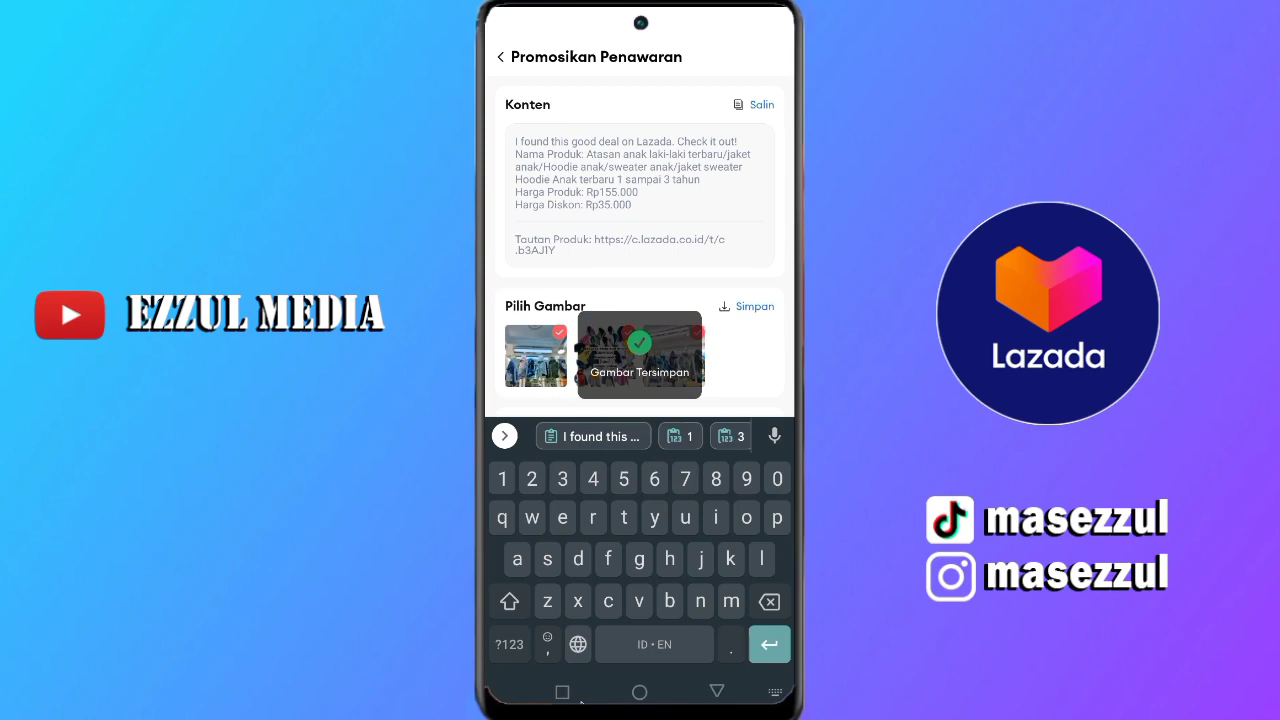 Promosikan Penawaran
Konten
Salin
I found this good deal on Lazada. Check it out!
Nama Produk: Atasan anak laki-laki terbaru/jaket
anak/Hoodie anak/sweater anak/jaket sweater
Hoodie Anak terbaru 1 sampai 3 tahun
Harga Produk: Rp155.000
Harga Diskon: Rp35.000
Tautan Produk: https://c.lazada.co.id/t/c
.b3AJ1Y
Pilih Gambar
Simpan
Gambar Tersimpan
I found this ...
123 1
123 3
1 2 3 4 5 6 7 8 9 0
q w e r t y u i o p
a s d f g h j k l
z x c v b n m
?123 , ID • EN .
EZZUL MEDIA
Lazada
masezzul
masezzul